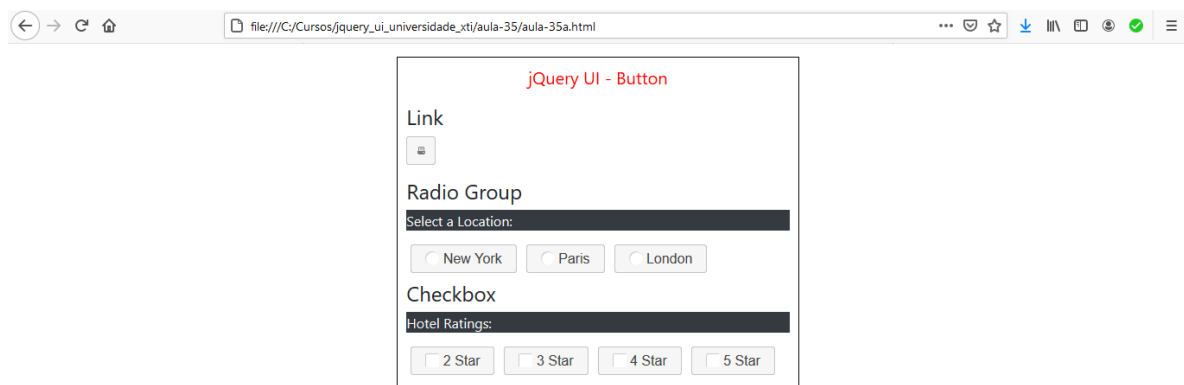 file:///C:/Cursos/jquery_ui_universidade_xti/aula-35/aula-35a.html
jQuery UI - Button
Link
Radio Group
Select a Location:
New York Paris London
Checkbox
Hotel Ratings:
2 Star 3 Star 4 Star 5 Star